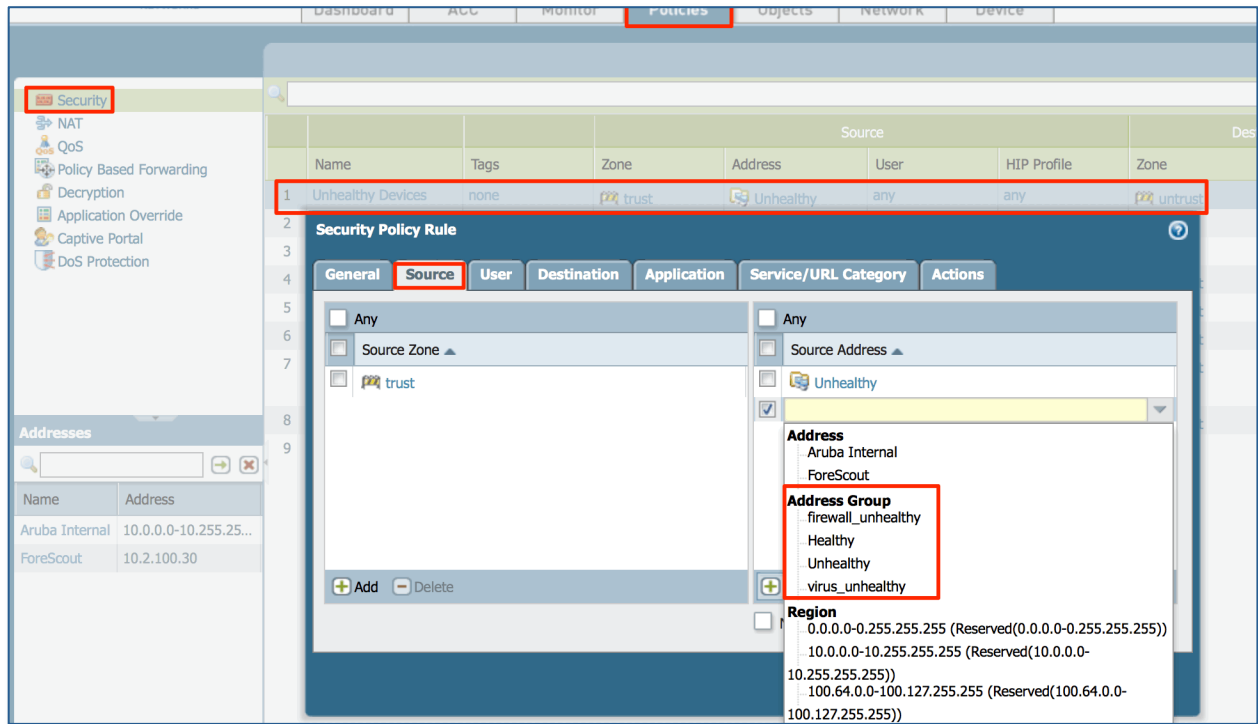 Dashboard ACC Monitor Policies Objects Network Device
Security
NAT
QoS
Policy Based Forwarding
Decryption
Application Override
Captive Portal
DoS Protection
Source Des
Name Tags Zone Address User HIP Profile Zone
1 Unhealthy Devices none trust Unhealthy any any untrust
2
3
4
5
6
7
8
9
Security Policy Rule
General Source User Destination Application Service/URL Category Actions
Any
Source Zone
trust
Add Delete
Any
Source Address
Unhealthy
Address
Aruba Internal
ForeScout
Address Group
firewall_unhealthy
Healthy
Unhealthy
virus_unhealthy
Region
0.0.0.0-0.255.255.255 (Reserved(0.0.0.0-0.255.255.255))
10.0.0.0-10.255.255.255 (Reserved(10.0.0.0-
10.255.255.255))
100.64.0.0-100.127.255.255 (Reserved(100.64.0.0-
100.127.255.255))
Addresses
Name Address
Aruba Internal 10.0.0.0-10.255.25...
ForeScout 10.2.100.30